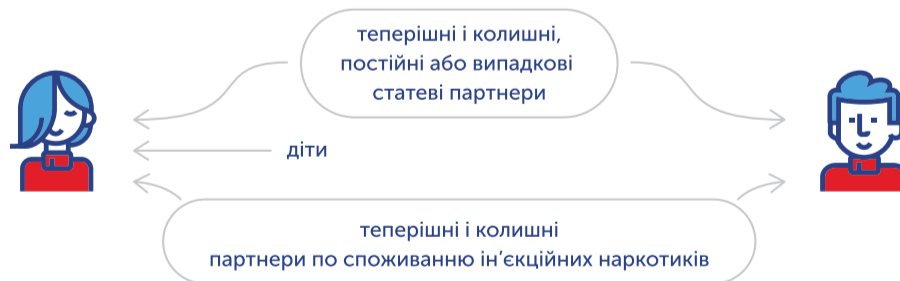 теперішні і колишні,
постійні або випадкові
статеві партнери
діти
теперішні і колишні
партнери по споживанню ін’єкційних наркотиків